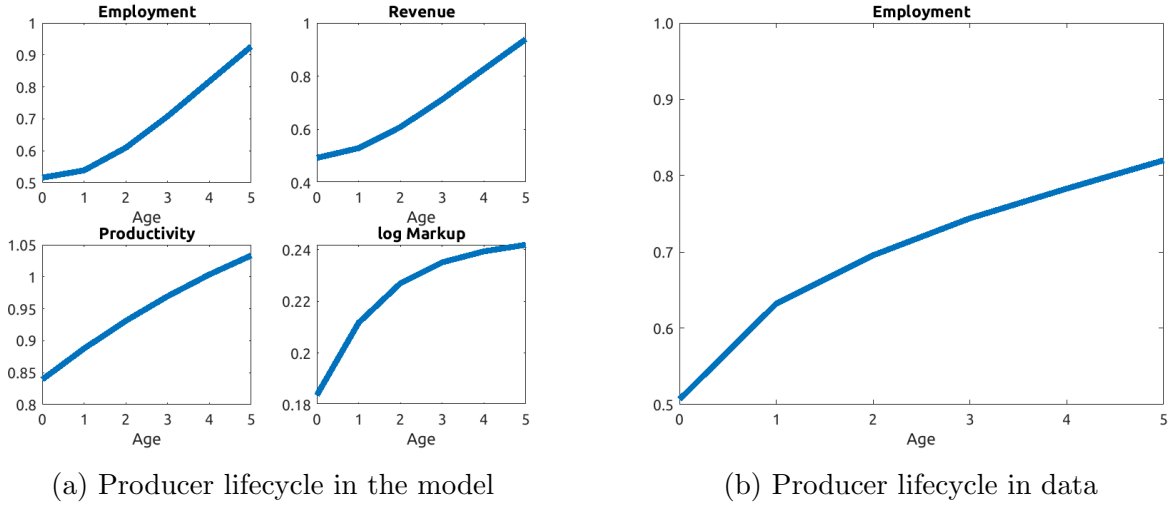 Employment
1
0.9
0.8
0.7
0.6
0.5
0 1 2 3 4 5
Age
Revenue
1
0.8
0.6
0.4
0 1 2 3 4 5
Age
Productivity
1.05
1
0.95
0.9
0.85
0.8
0 1 2 3 4 5
Age
log Markup
0.24
0.22
0.2
0.18
0 1 2 3 4 5
Age
(a) Producer lifecycle in the model
Employment
1.0
0.9
0.8
0.7
0.6
0.5
0 1 2 3 4 5
Age
(b) Producer lifecycle in data